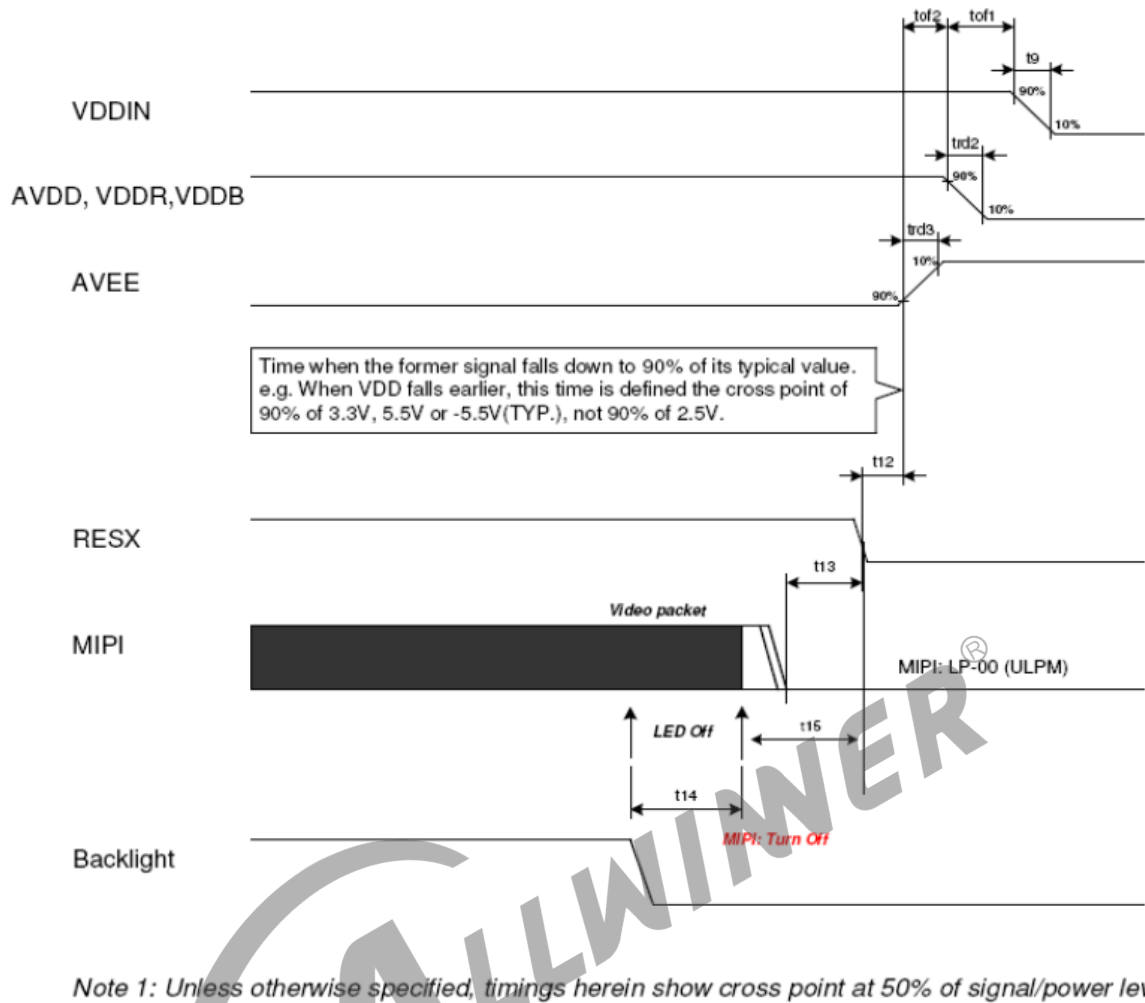 tof2 tof1
t9
VDDIN
90%
10%
trd2
AVDD, VDDR,VDDB
90%
10%
trd3
AVEE
10%
90%
Time when the former signal falls down to 90% of its typical value.
e.g. When VDD falls earlier, this time is defined the cross point of
90% of 3.3V, 5.5V or -5.5V(TYP.), not 90% of 2.5V.
t12
RESX
t13
Video packet
MIPI
MIPI: LP-00 (ULPM)
LED Off
t15
t14
MIPI: Turn Off
Backlight
ALLWINNER®
Note 1: Unless otherwise specified, timings herein show cross point at 50% of signal/power le